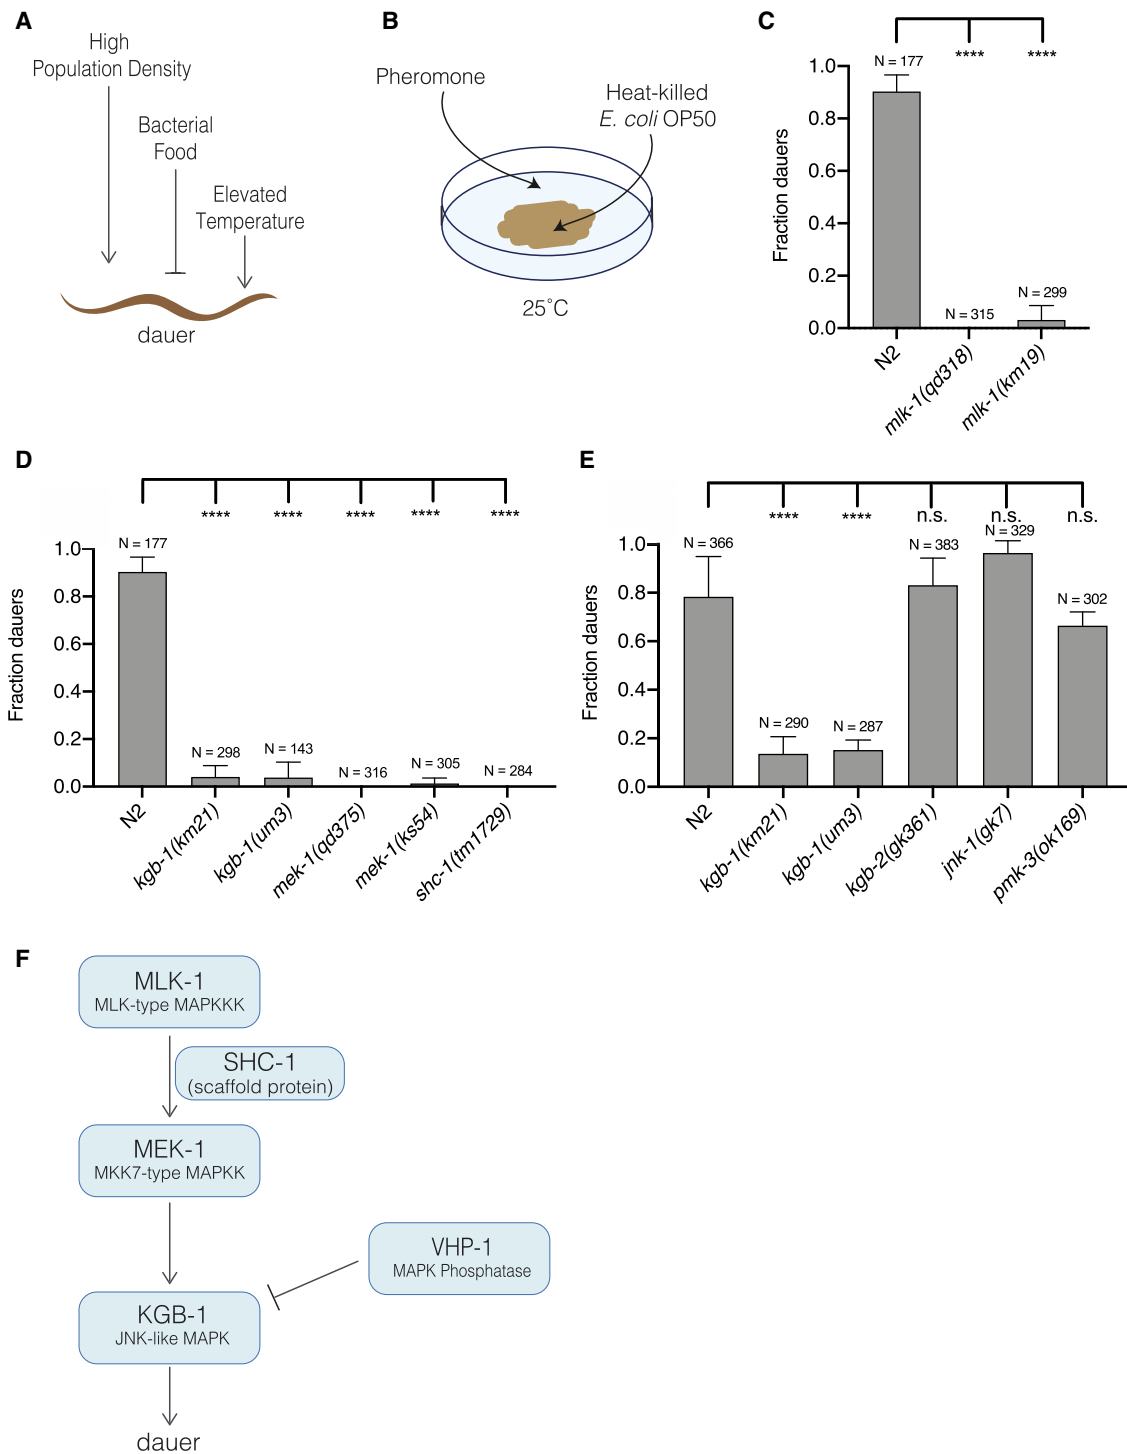 A
High
Population Density
Bacterial
Food
Elevated
Temperature
dauer
B
Pheromone
Heat-killed
E. coli OP50
25˚C
C
**** ****
N = 177
1.0
0.8
0.6
0.4
0.2
0.0
Fraction dauers
N = 315
N = 299
N2
mlk-1(qd318)
mlk-1(km19)
D
**** **** **** **** ****
N = 177
1.0
0.8
0.6
0.4
0.2
0.0
Fraction dauers
N = 298
N = 143
N = 316
N = 305
N = 284
N2
kgb-1(km21)
kgb-1(um3)
mek-1(qd375)
mek-1(ks54)
shc-1(tm1729)
E
**** **** n.s. n.s. n.s.
N = 366
1.0
0.8
0.6
0.4
0.2
0.0
Fraction dauers
N = 290
N = 287
N = 383
N = 329
N = 302
N2
kgb-1(km21)
kgb-1(um3)
kgb-2(gk361)
jnk-1(gk7)
pmk-3(ok169)
F
MLK-1
MLK-type MAPKKK
SHC-1
(scaffold protein)
MEK-1
MKK7-type MAPKK
VHP-1
MAPK Phosphatase
KGB-1
JNK-like MAPK
dauer